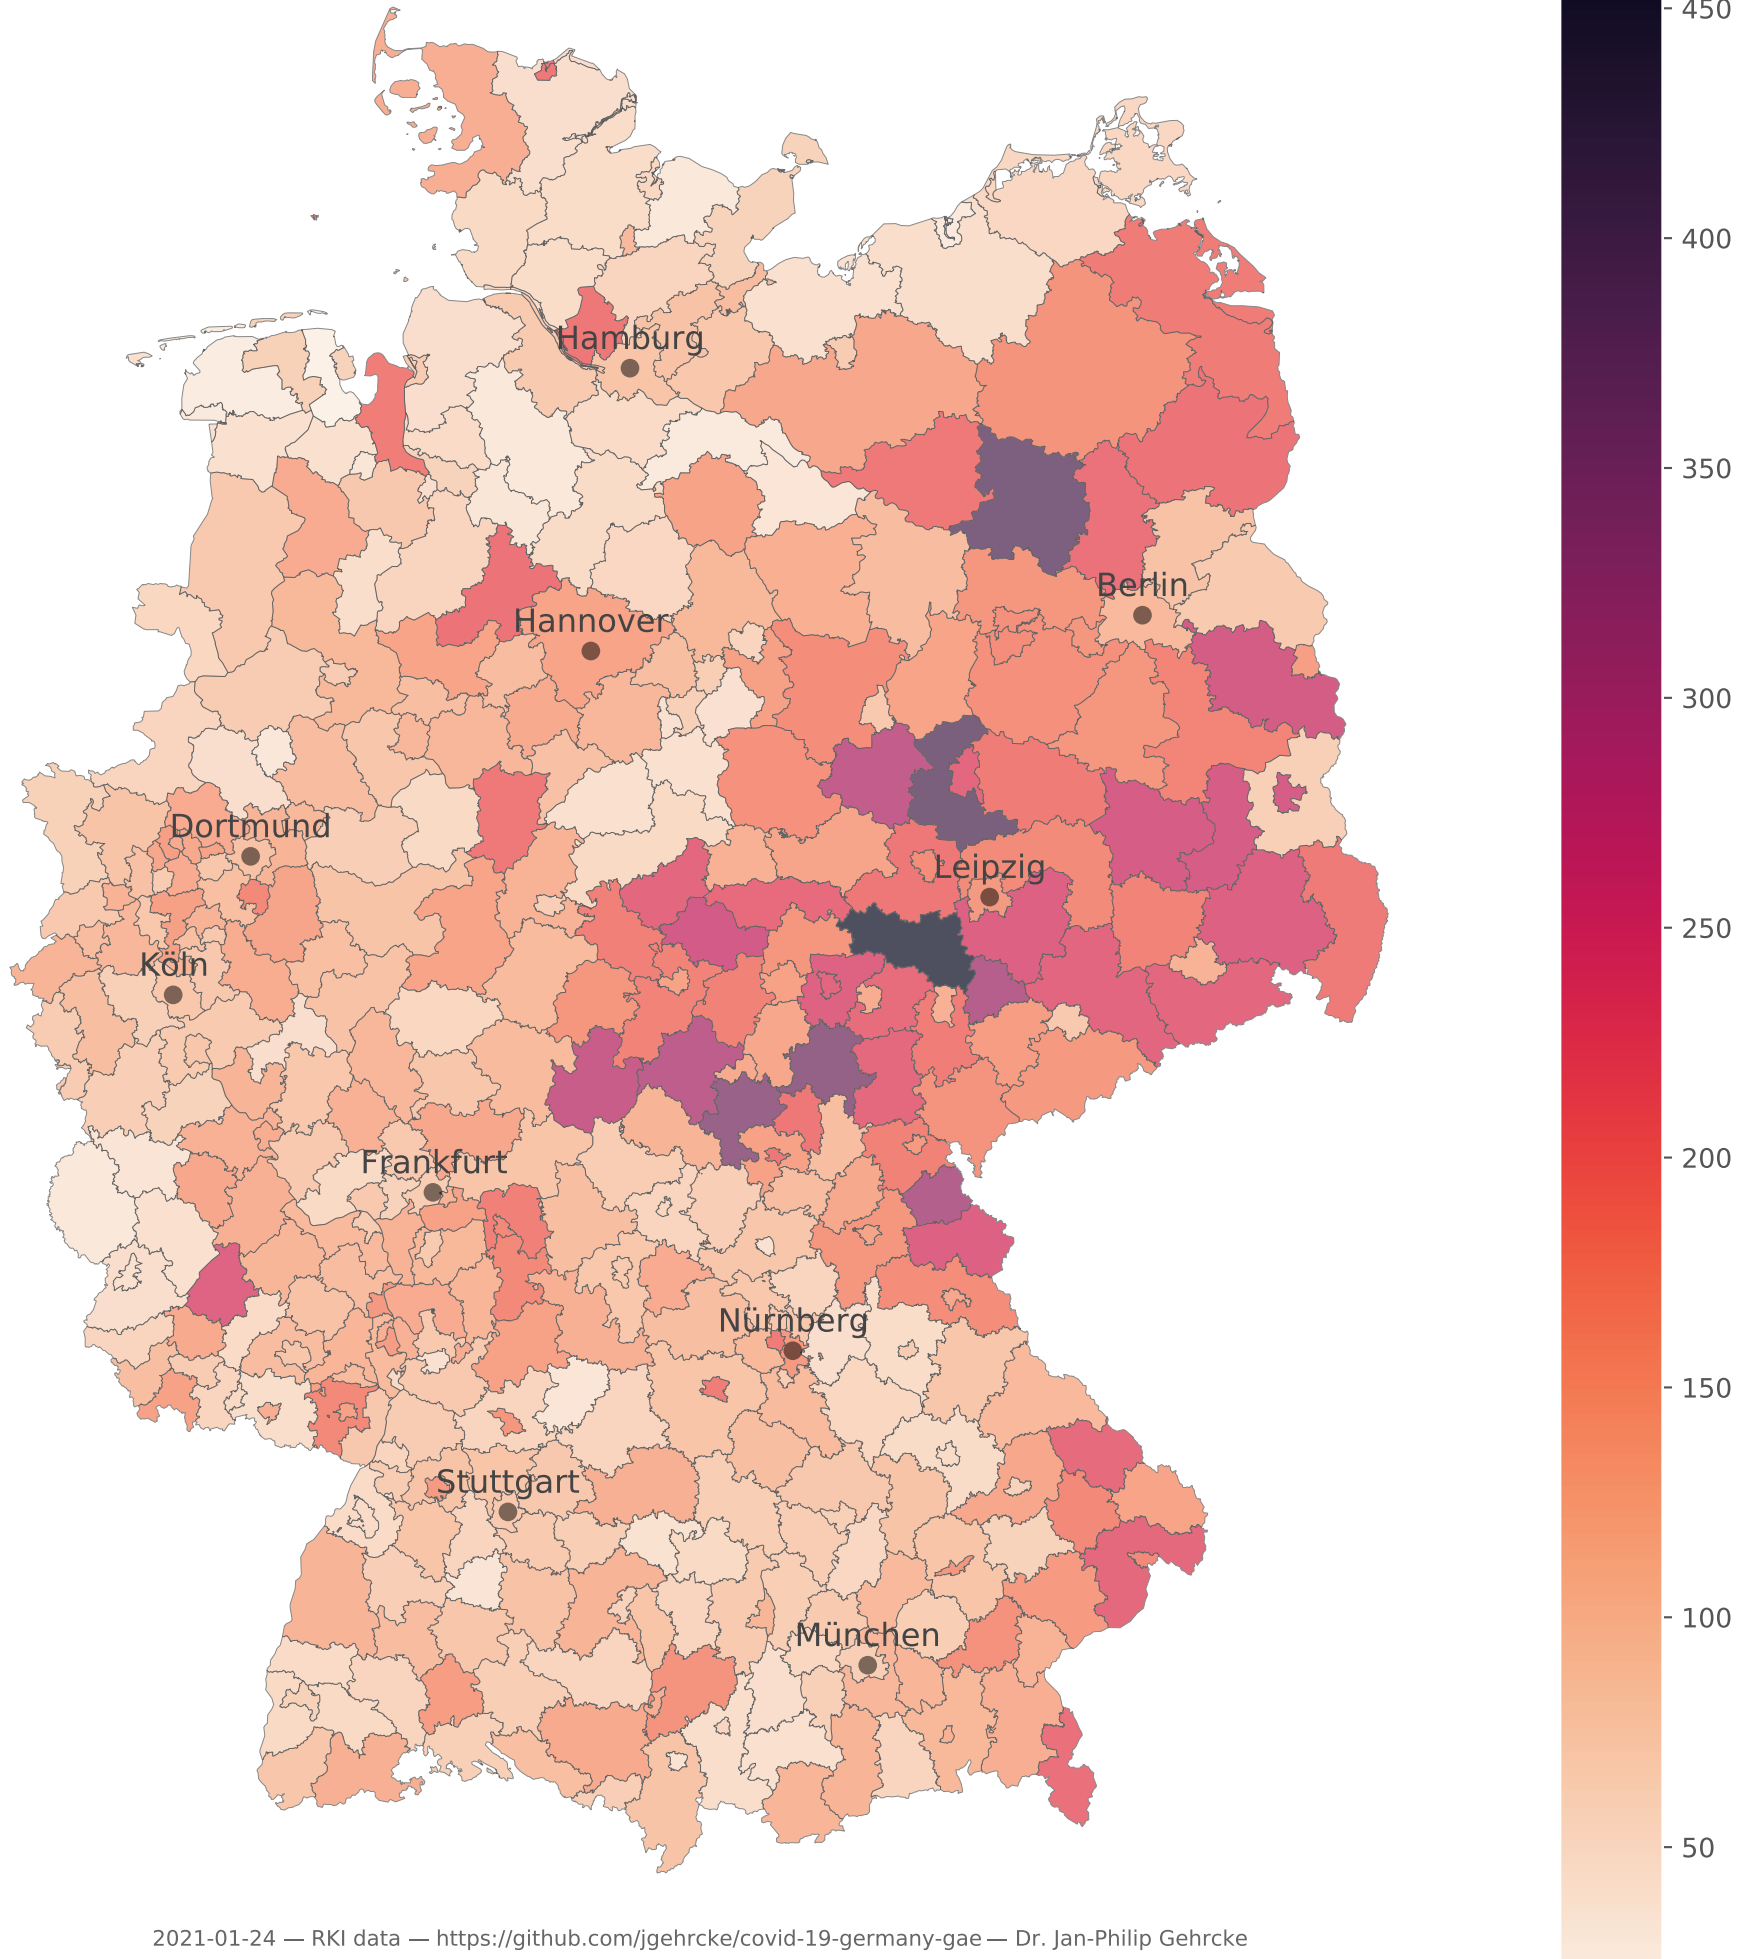 450
400
350
300
250
200
150
100
50
Hamburg
Berlin
Hannover
Dortmund
Leipzig
Köln
Frankfurt
Nürnberg
Stuttgart
München
2021-01-24 — RKI data — https://github.com/jgehrcke/covid-19-germany-gae — Dr. Jan-Philip Gehrcke